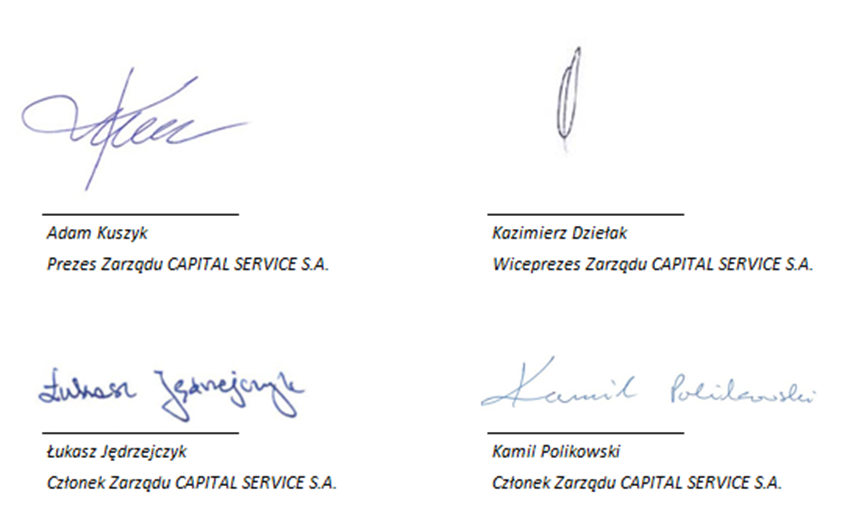 Adam Kuszyk
Prezes Zarządu CAPITAL SERVICE S.A.
Kazimierz Dziełak
Wiceprezes Zarządu CAPITAL SERVICE S.A.
Łukasz Jędrzejczyk
Łukasz Jędrzejczyk
Członek Zarządu CAPITAL SERVICE S.A.
Kamil Polikowski
Kamil Polikowski
Członek Zarządu CAPITAL SERVICE S.A.